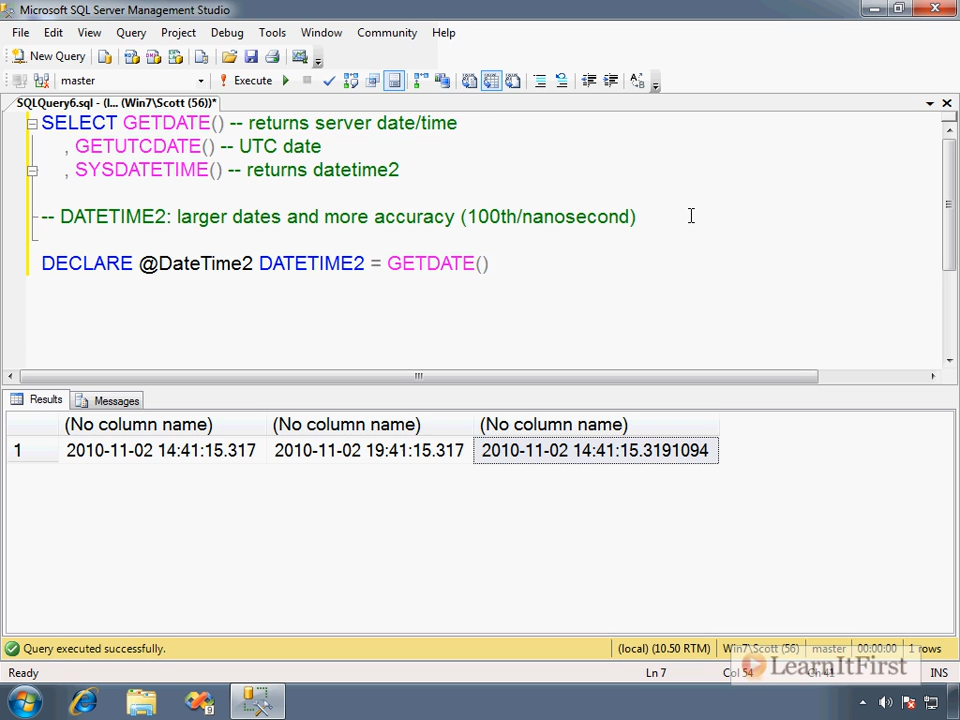 Microsoft SQL Server Management Studio
File Edit View Query Project Debug Tools Window Community Help
New Query
master Execute
SQLQuery6.sql - (l... (Win7\Scott (56))*
SELECT GETDATE() -- returns server date/time
, GETUTCDATE() -- UTC date
, SYSDATETIME() -- returns datetime2
-- DATETIME2: larger dates and more accuracy (100th/nanosecond)
DECLARE @DateTime2 DATETIME2 = GETDATE()
Results Messages
(No column name) (No column name) (No column name)
1 2010-11-02 14:41:15.317 2010-11-02 19:41:15.317 2010-11-02 14:41:15.3191094
Query executed successfully. (local) (10.50 RTM) Win7\Scott (56) master 00:00:00 1 rows
Ready Ln 7 Col 54 Ch 41 INS
LearnItFirst